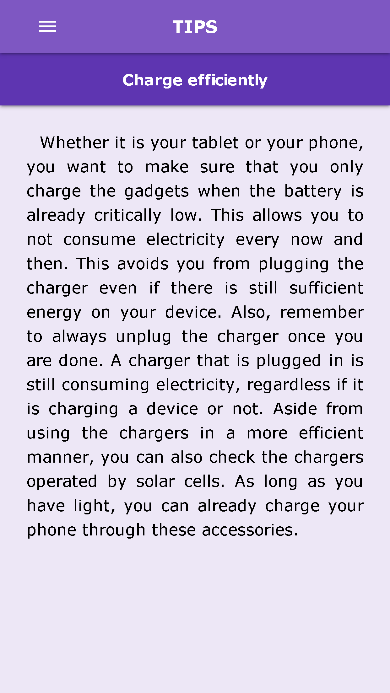 TIPS
Charge efficiently
Whether it is your tablet or your phone,
you want to make sure that you only
charge the gadgets when the battery is
already critically low. This allows you to
not consume electricity every now and
then. This avoids you from plugging the
charger even if there is still sufficient
energy on your device. Also, remember
to always unplug the charger once you
are done. A charger that is plugged in is
still consuming electricity, regardless if it
is charging a device or not. Aside from
using the chargers in a more efficient
manner, you can also check the chargers
operated by solar cells. As long as you
have light, you can already charge your
phone through these accessories.